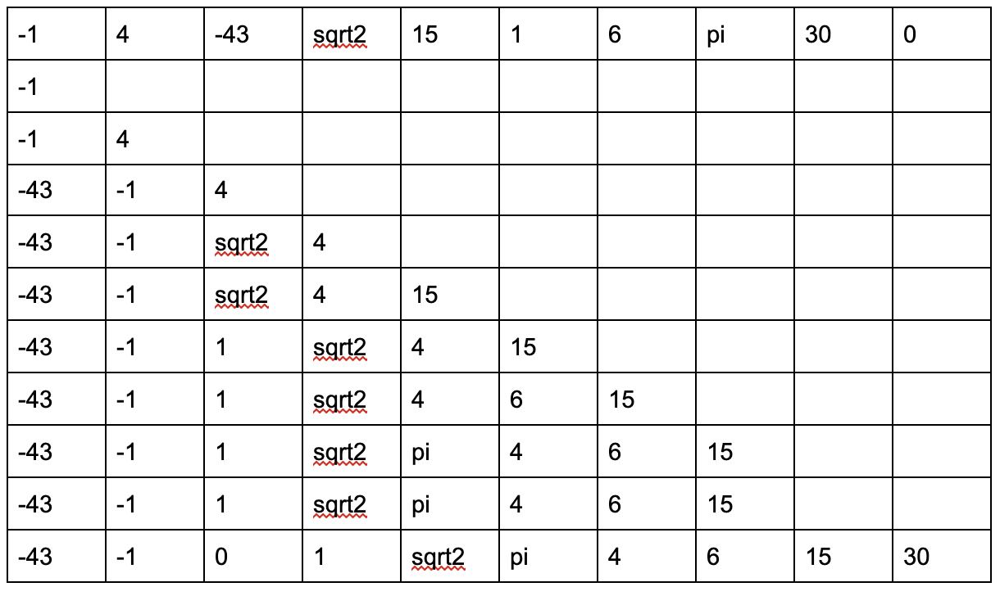 -1 4 -43 sqrt2 15 1 6 pi 30 0
-1
-1 4
-43 -1 4
-43 -1 sqrt2 4
-43 -1 sqrt2 4 15
-43 -1 1 sqrt2 4 15
-43 -1 1 sqrt2 4 6 15
-43 -1 1 sqrt2 pi 4 6 15
-43 -1 1 sqrt2 pi 4 6 15
-43 -1 0 1 sqrt2 pi 4 6 15 30